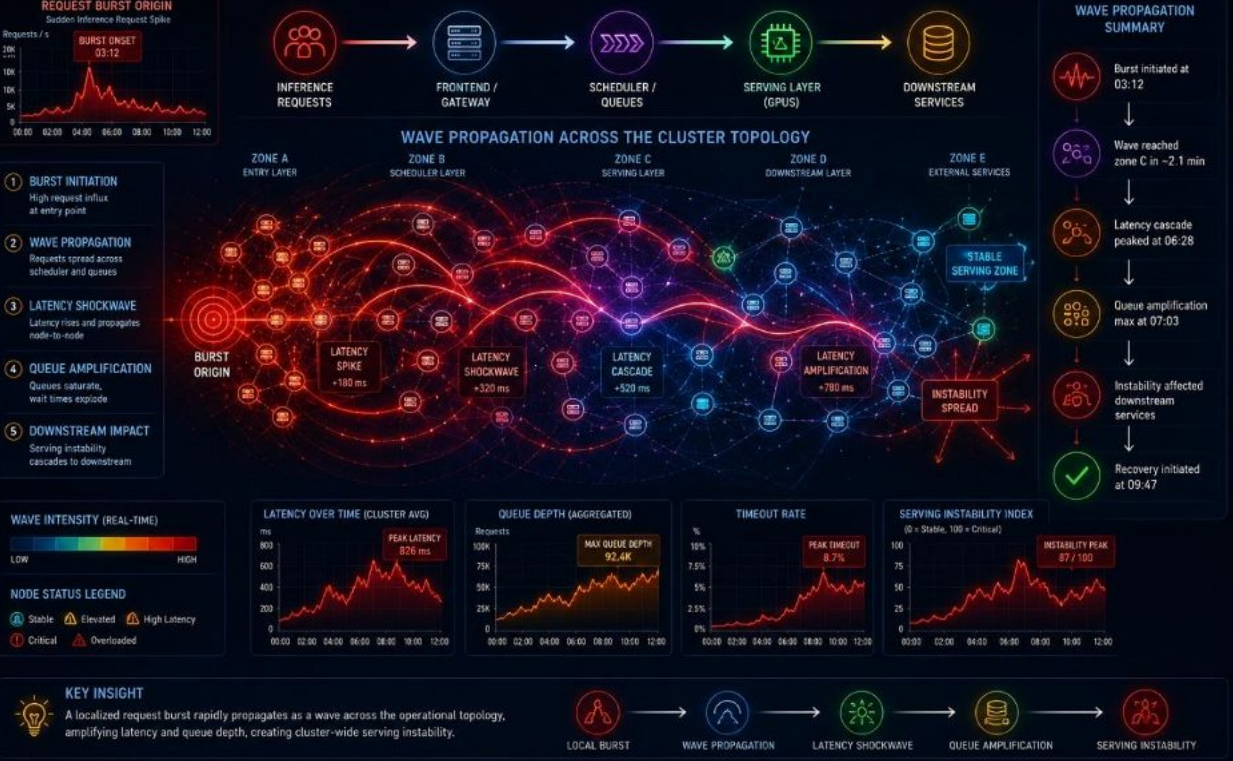 REQUEST BURST ORIGIN
Sudden Inference Request Spike
Requests / s
BURST ONSET
03:12
20K
10K
10K
5K
0
00:00 02:00 04:00 06:00 08:00 10:00 12:00
INFERENCE
REQUESTS
FRONTEND /
GATEWAY
SCHEDULER /
QUEUES
SERVING LAYER
(GPUS)
DOWNSTREAM
SERVICES
WAVE PROPAGATION
SUMMARY
Burst initiated at
03:12
Wave reached
zone C in ~2.1 min
Latency cascade
peaked at 06:28
Queue amplification
max at 07:03
Instability affected
downstream
services
Recovery initiated
at 09:47
1 BURST INITIATION
High request influx
at entry point
2 WAVE PROPAGATION
Requests spread across
scheduler and queues
3 LATENCY SHOCKWAVE
Latency rises and propagates
node-to-node
4 QUEUE AMPLIFICATION
Queues saturate,
wait times explode
5 DOWNSTREAM IMPACT
Serving instability
cascades to downstream
WAVE PROPAGATION ACROSS THE CLUSTER TOPOLOGY
ZONE A
ENTRY LAYER
ZONE B
SCHEDULER LAYER
ZONE C
SERVING LAYER
ZONE D
DOWNSTREAM LAYER
ZONE E
EXTERNAL SERVICES
STABLE
SERVING ZONE
BURST
ORIGIN
LATENCY
SPIKE
+180 ms
LATENCY
SHOCKWAVE
+320 ms
LATENCY
CASCADE
+520 ms
LATENCY
AMPLIFICATION
+780 ms
INSTABILITY
SPREAD
WAVE INTENSITY (REAL-TIME)
LOW HIGH
NODE STATUS LEGEND
Stable Elevated High Latency
Critical Overloaded
LATENCY OVER TIME (CLUSTER AVG)
ms
PEAK LATENCY
826 ms
800
600
400
200
0
00:00 02:00 04:00 06:00 08:00 10:00 12:00
QUEUE DEPTH (AGGREGATED)
Requests
MAX QUEUE DEPTH
92.4K
100K
75K
50K
25K
0
00:00 02:00 04:00 06:00 08:00 10:00 12:00
TIMEOUT RATE
%
PEAK TIMEOUT
8.7%
10%
7.5%
5%
2.5%
0%
00:00 02:00 04:00 06:00 08:00 10:00 12:00
SERVING INSTABILITY INDEX
(0 = Stable, 100 = Critical)
INSTABILITY PEAK
87 / 100
100
75
50
25
0
00:00 02:00 04:00 06:00 08:00 10:00 12:00
KEY INSIGHT
A localized request burst rapidly propagates as a wave across the operational topology,
amplifying latency and queue depth, creating cluster-wide serving instability.
LOCAL BURST
WAVE PROPAGATION
LATENCY SHOCKWAVE
QUEUE AMPLIFICATION
SERVING INSTABILITY